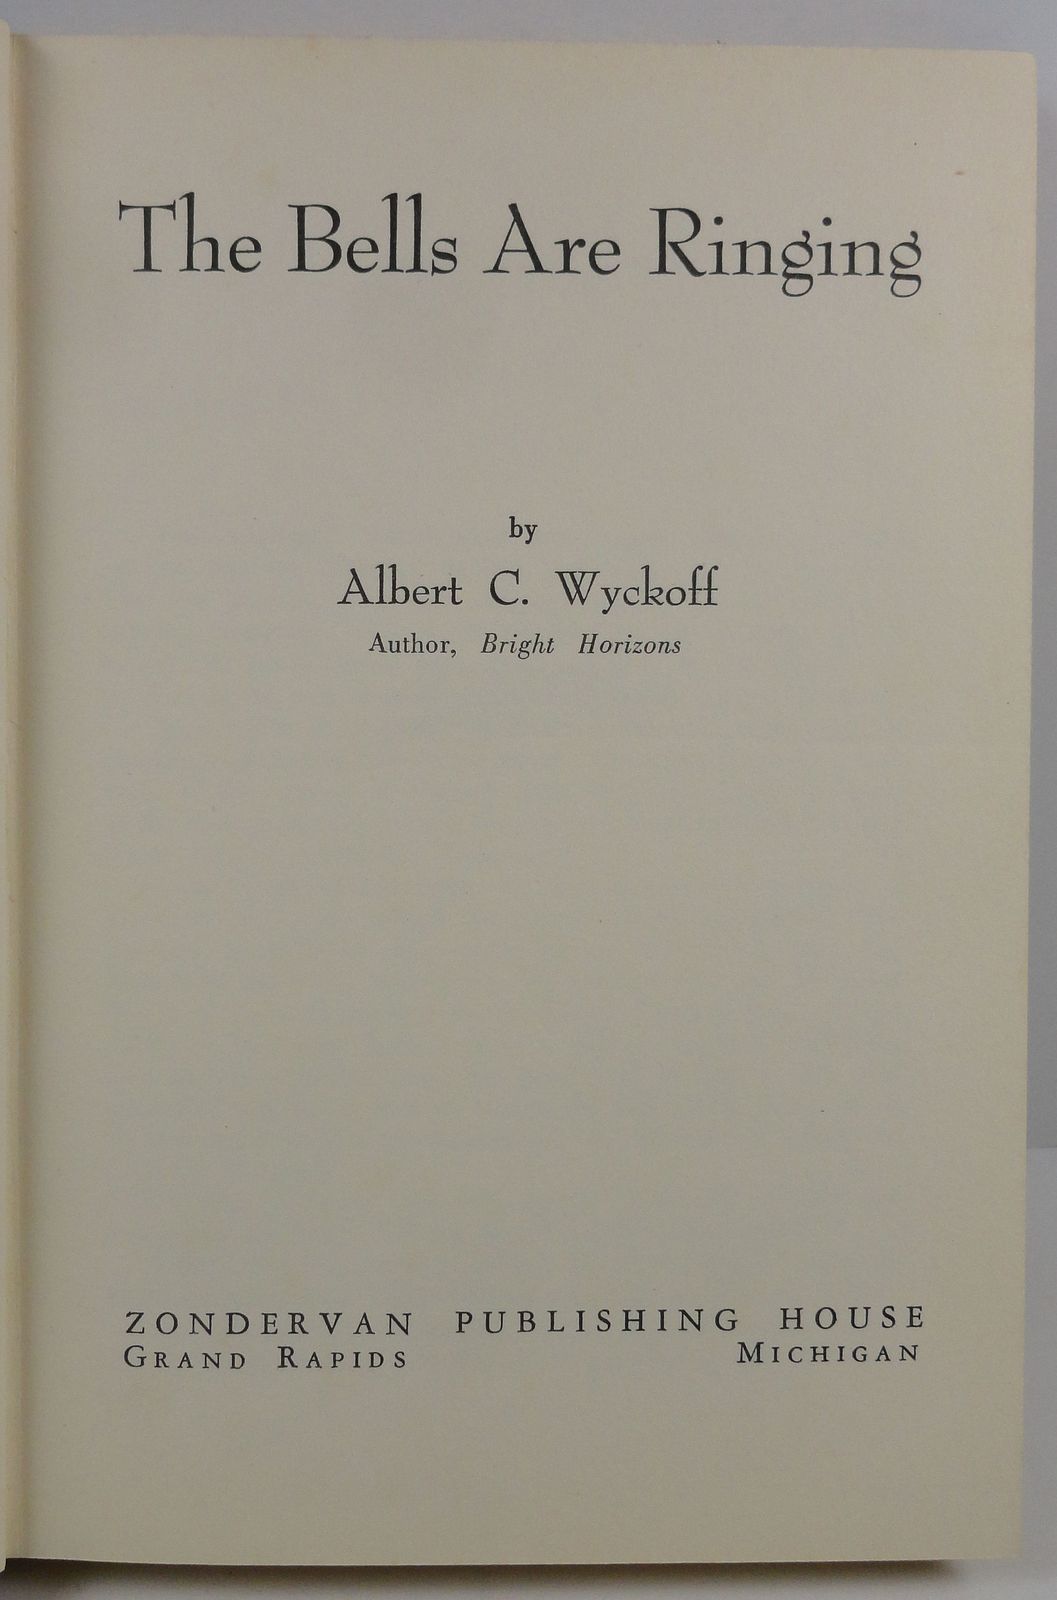 The Bells Are Ringing
by
Albert C. Wyckoff
Author, Bright Horizons
ZONDERVAN PUBLISHING HOUSE
GRAND RAPIDS MICHIGAN